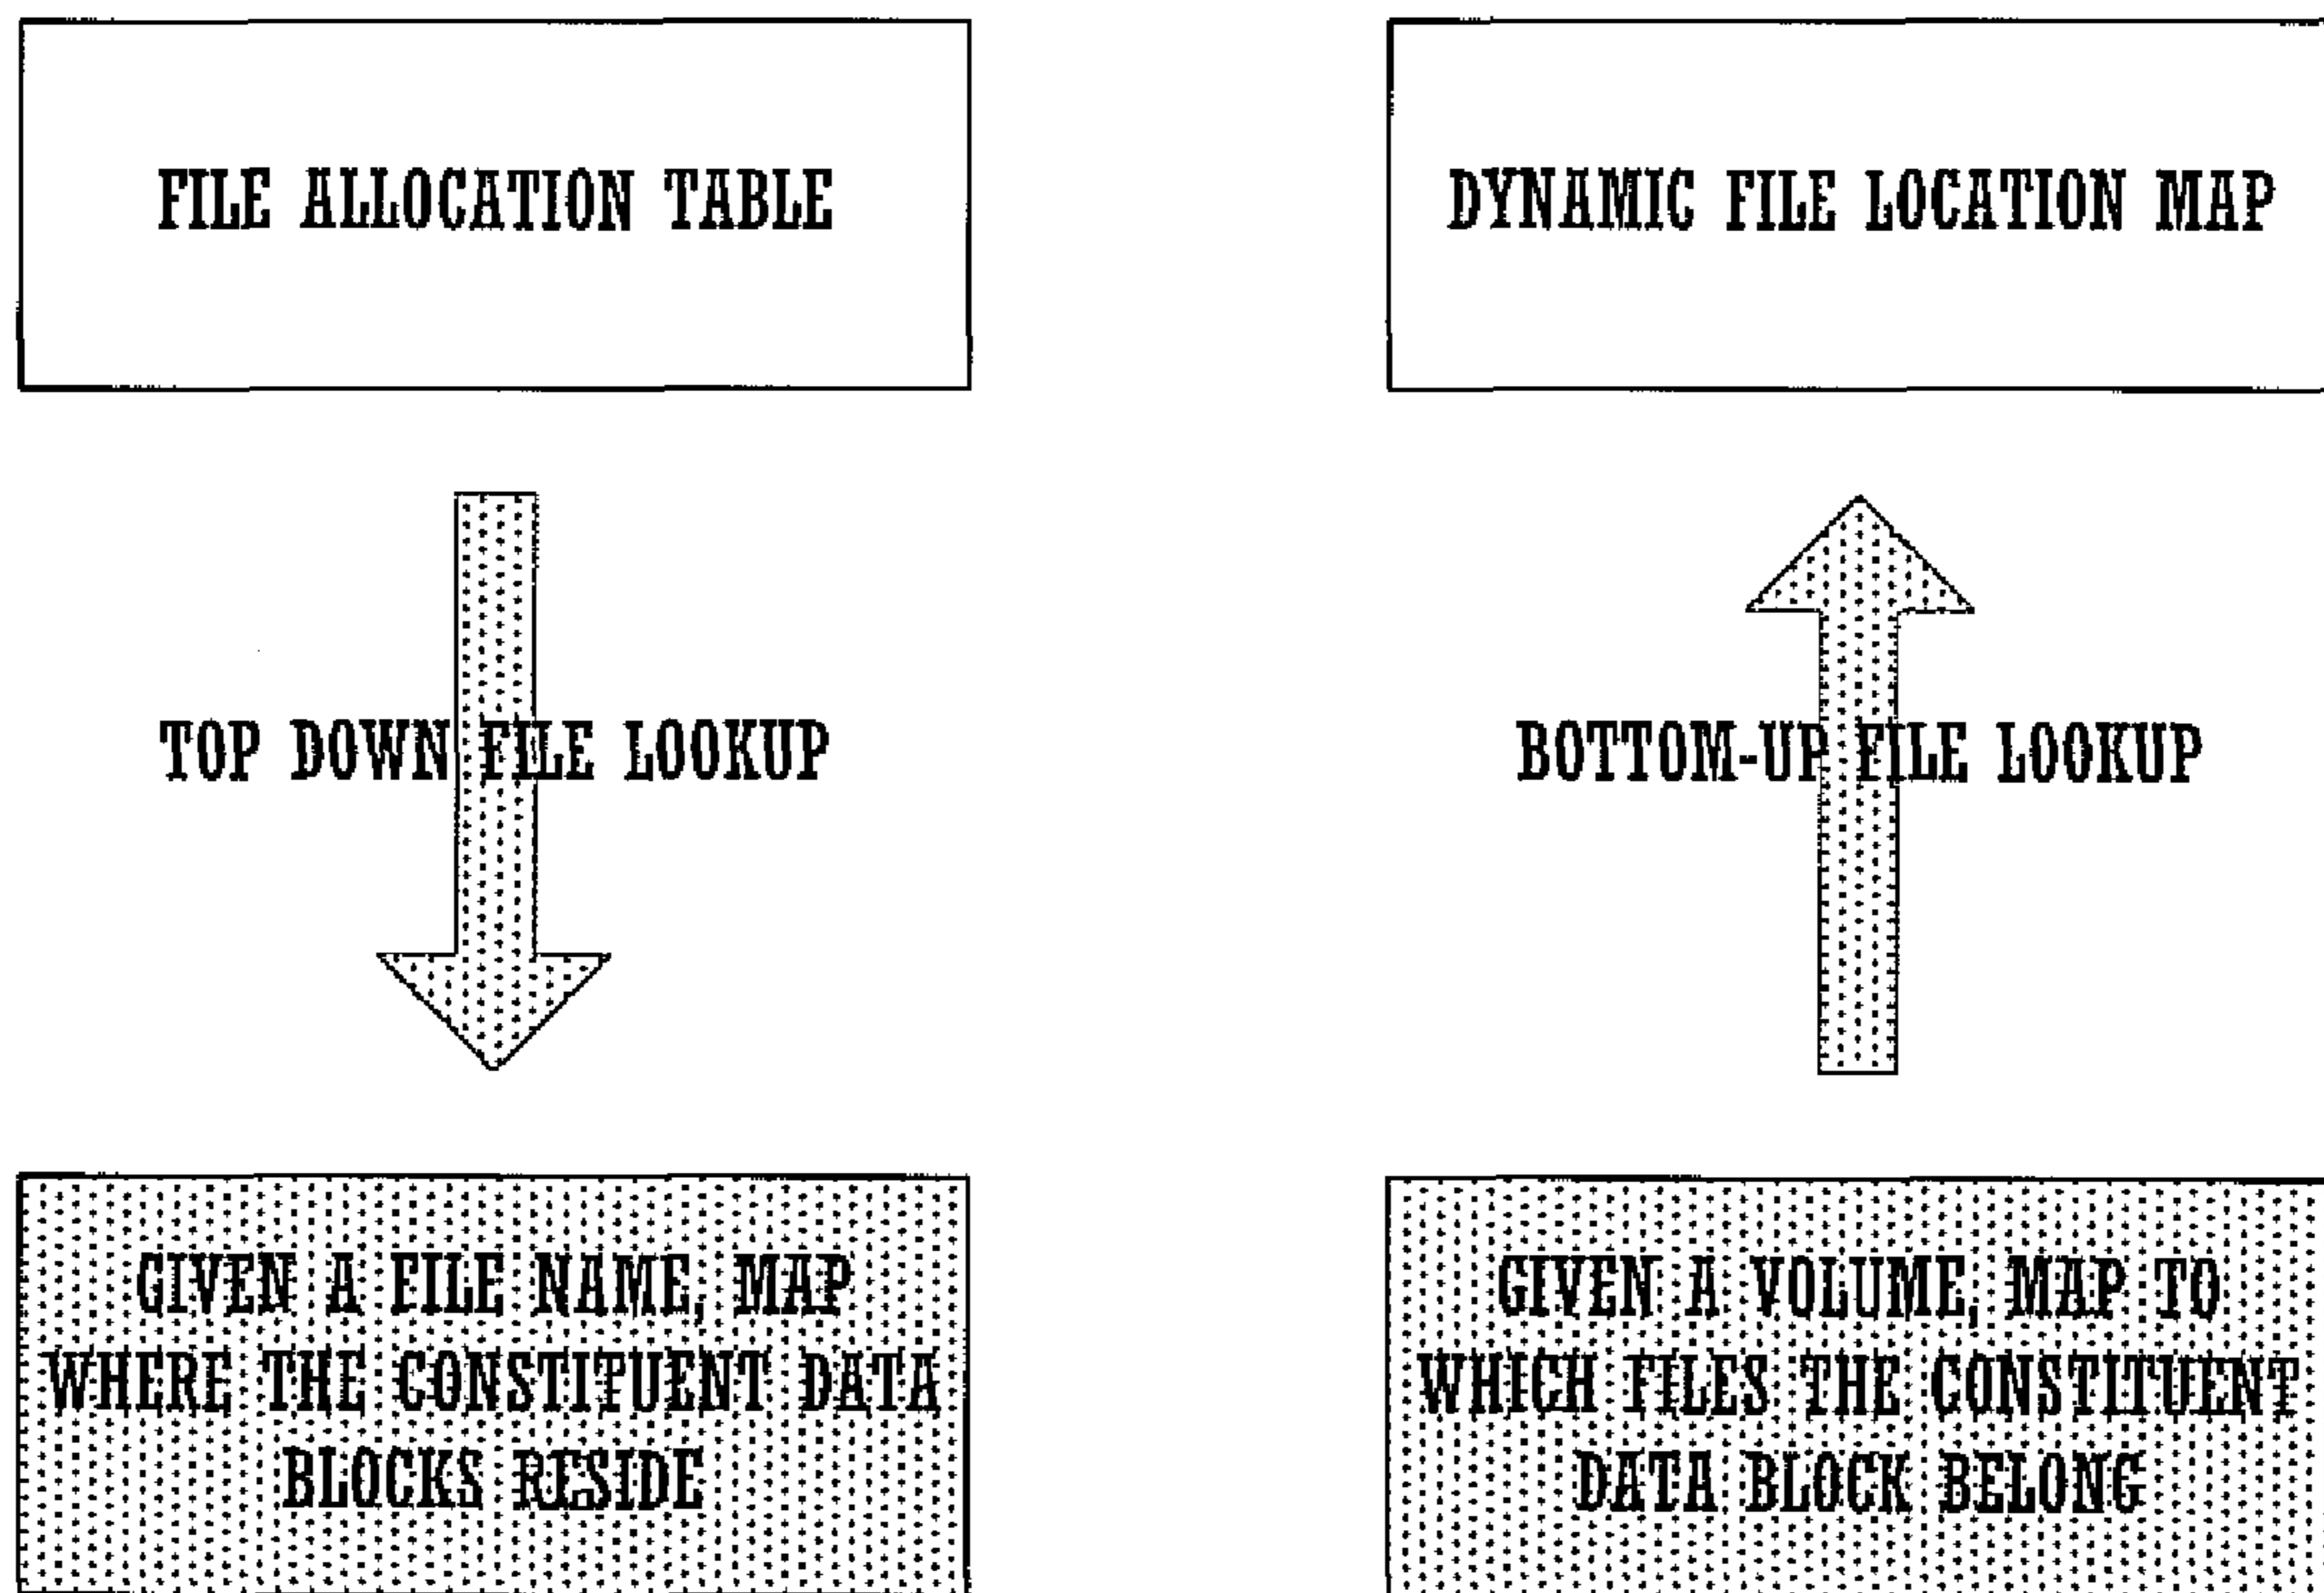 FILE ALLOCATION TABLE
TOP DOWN FILE LOOKUP
GIVEN A FILE NAME, MAP
WHERE THE CONSTITUENT DATA
BLOCKS RESIDE
DYNAMIC FILE LOCATION MAP
BOTTOM-UP FILE LOOKUP
GIVEN A VOLUME, MAP TO
WHICH FILES THE CONSTITUENT
DATA BLOCK BELONG